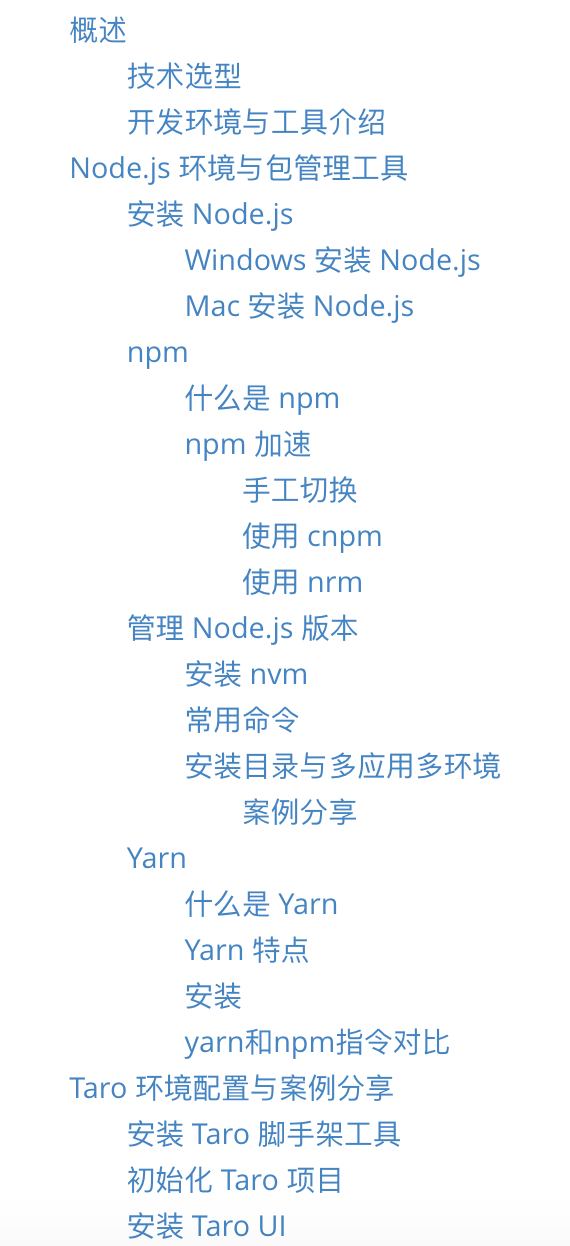 概述
技术选型
开发环境与工具介绍
Node.js 环境与包管理工具
安装 Node.js
Windows 安装 Node.js
Mac 安装 Node.js
npm
什么是 npm
npm 加速
手工切换
使用 cnpm
使用 nrm
管理 Node.js 版本
安装 nvm
常用命令
安装目录与多应用多环境
案例分享
Yarn
什么是 Yarn
Yarn 特点
安装
yarn和npm指令对比
Taro 环境配置与案例分享
安装 Taro 脚手架工具
初始化 Taro 项目
安装 Taro UI